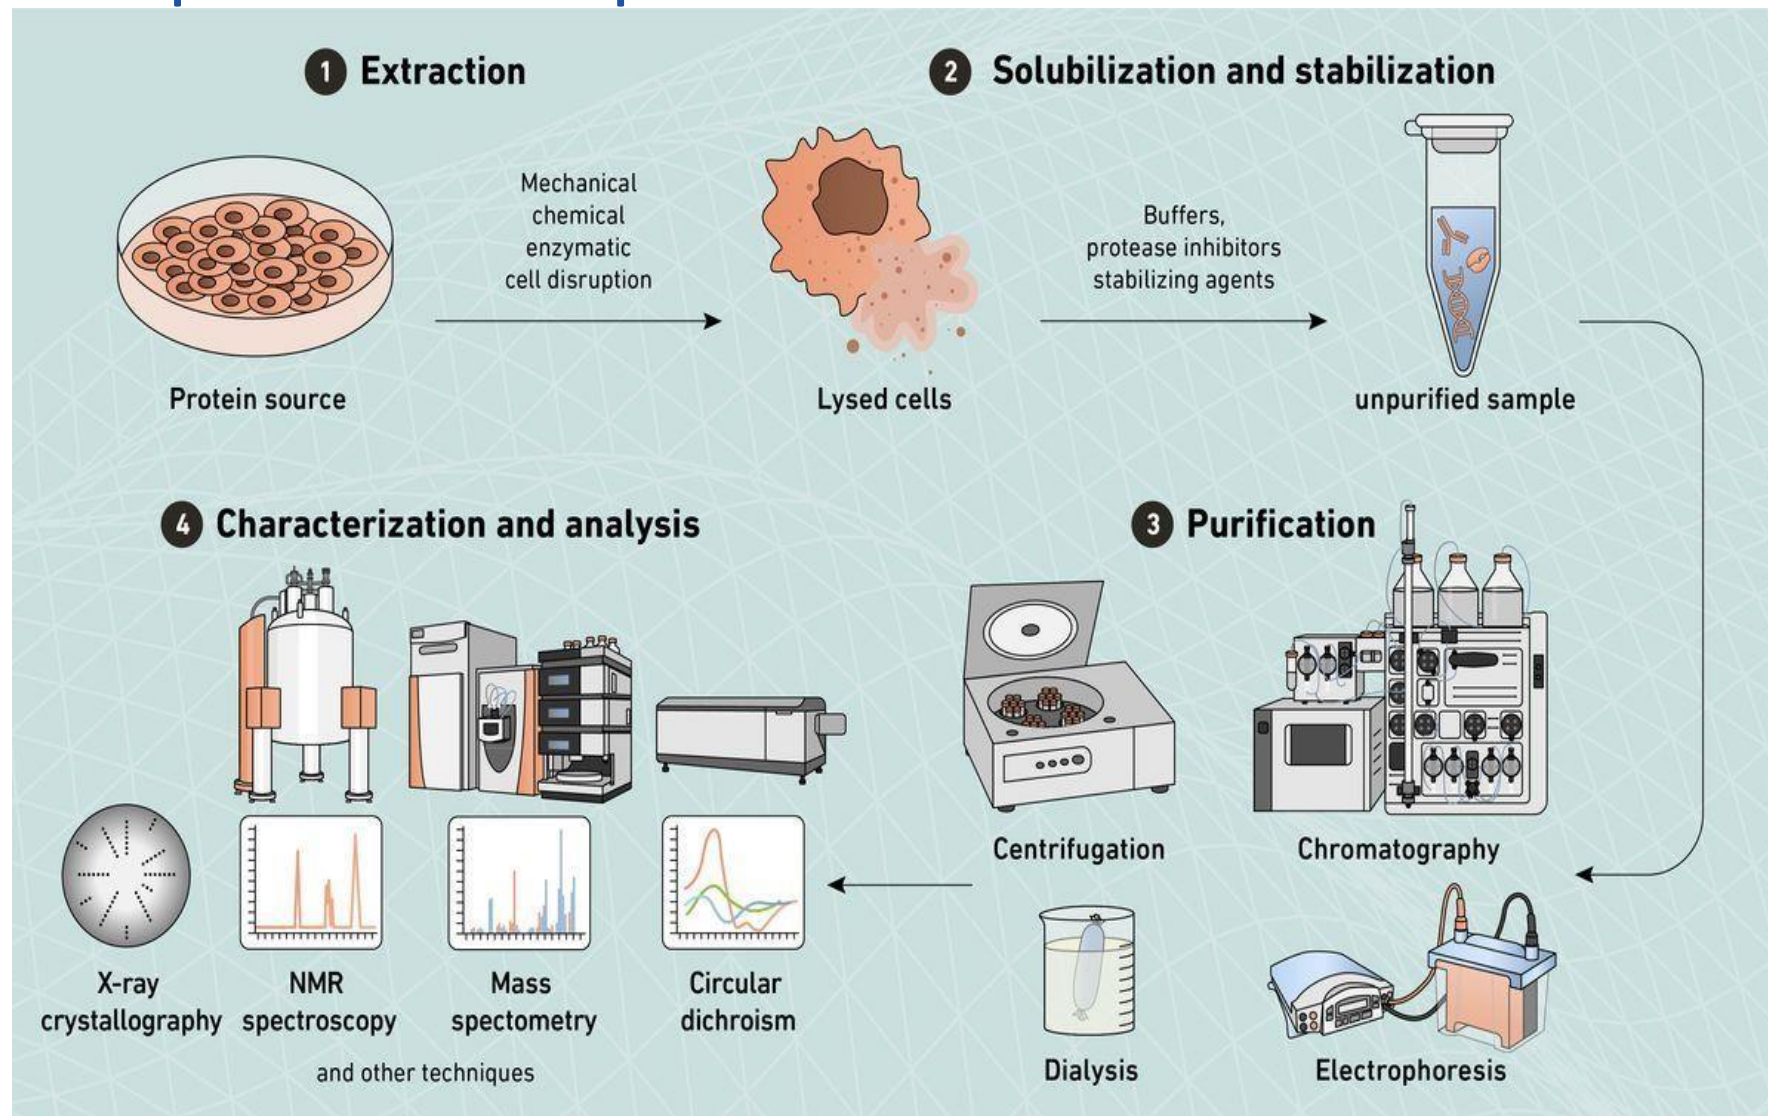 1 Extraction
2 Solubilization and stabilization
Mechanical
chemical
enzymatic
cell disruption
Buffers,
protease inhibitors
stabilizing agents
Protein source
Lysed cells
unpurified sample
3 Purification
Centrifugation
Chromatography
Dialysis
Electrophoresis
4 Characterization and analysis
X-ray
crystallography
NMR
spectroscopy
Mass
spectometry
Circular
dichroism
and other techniques